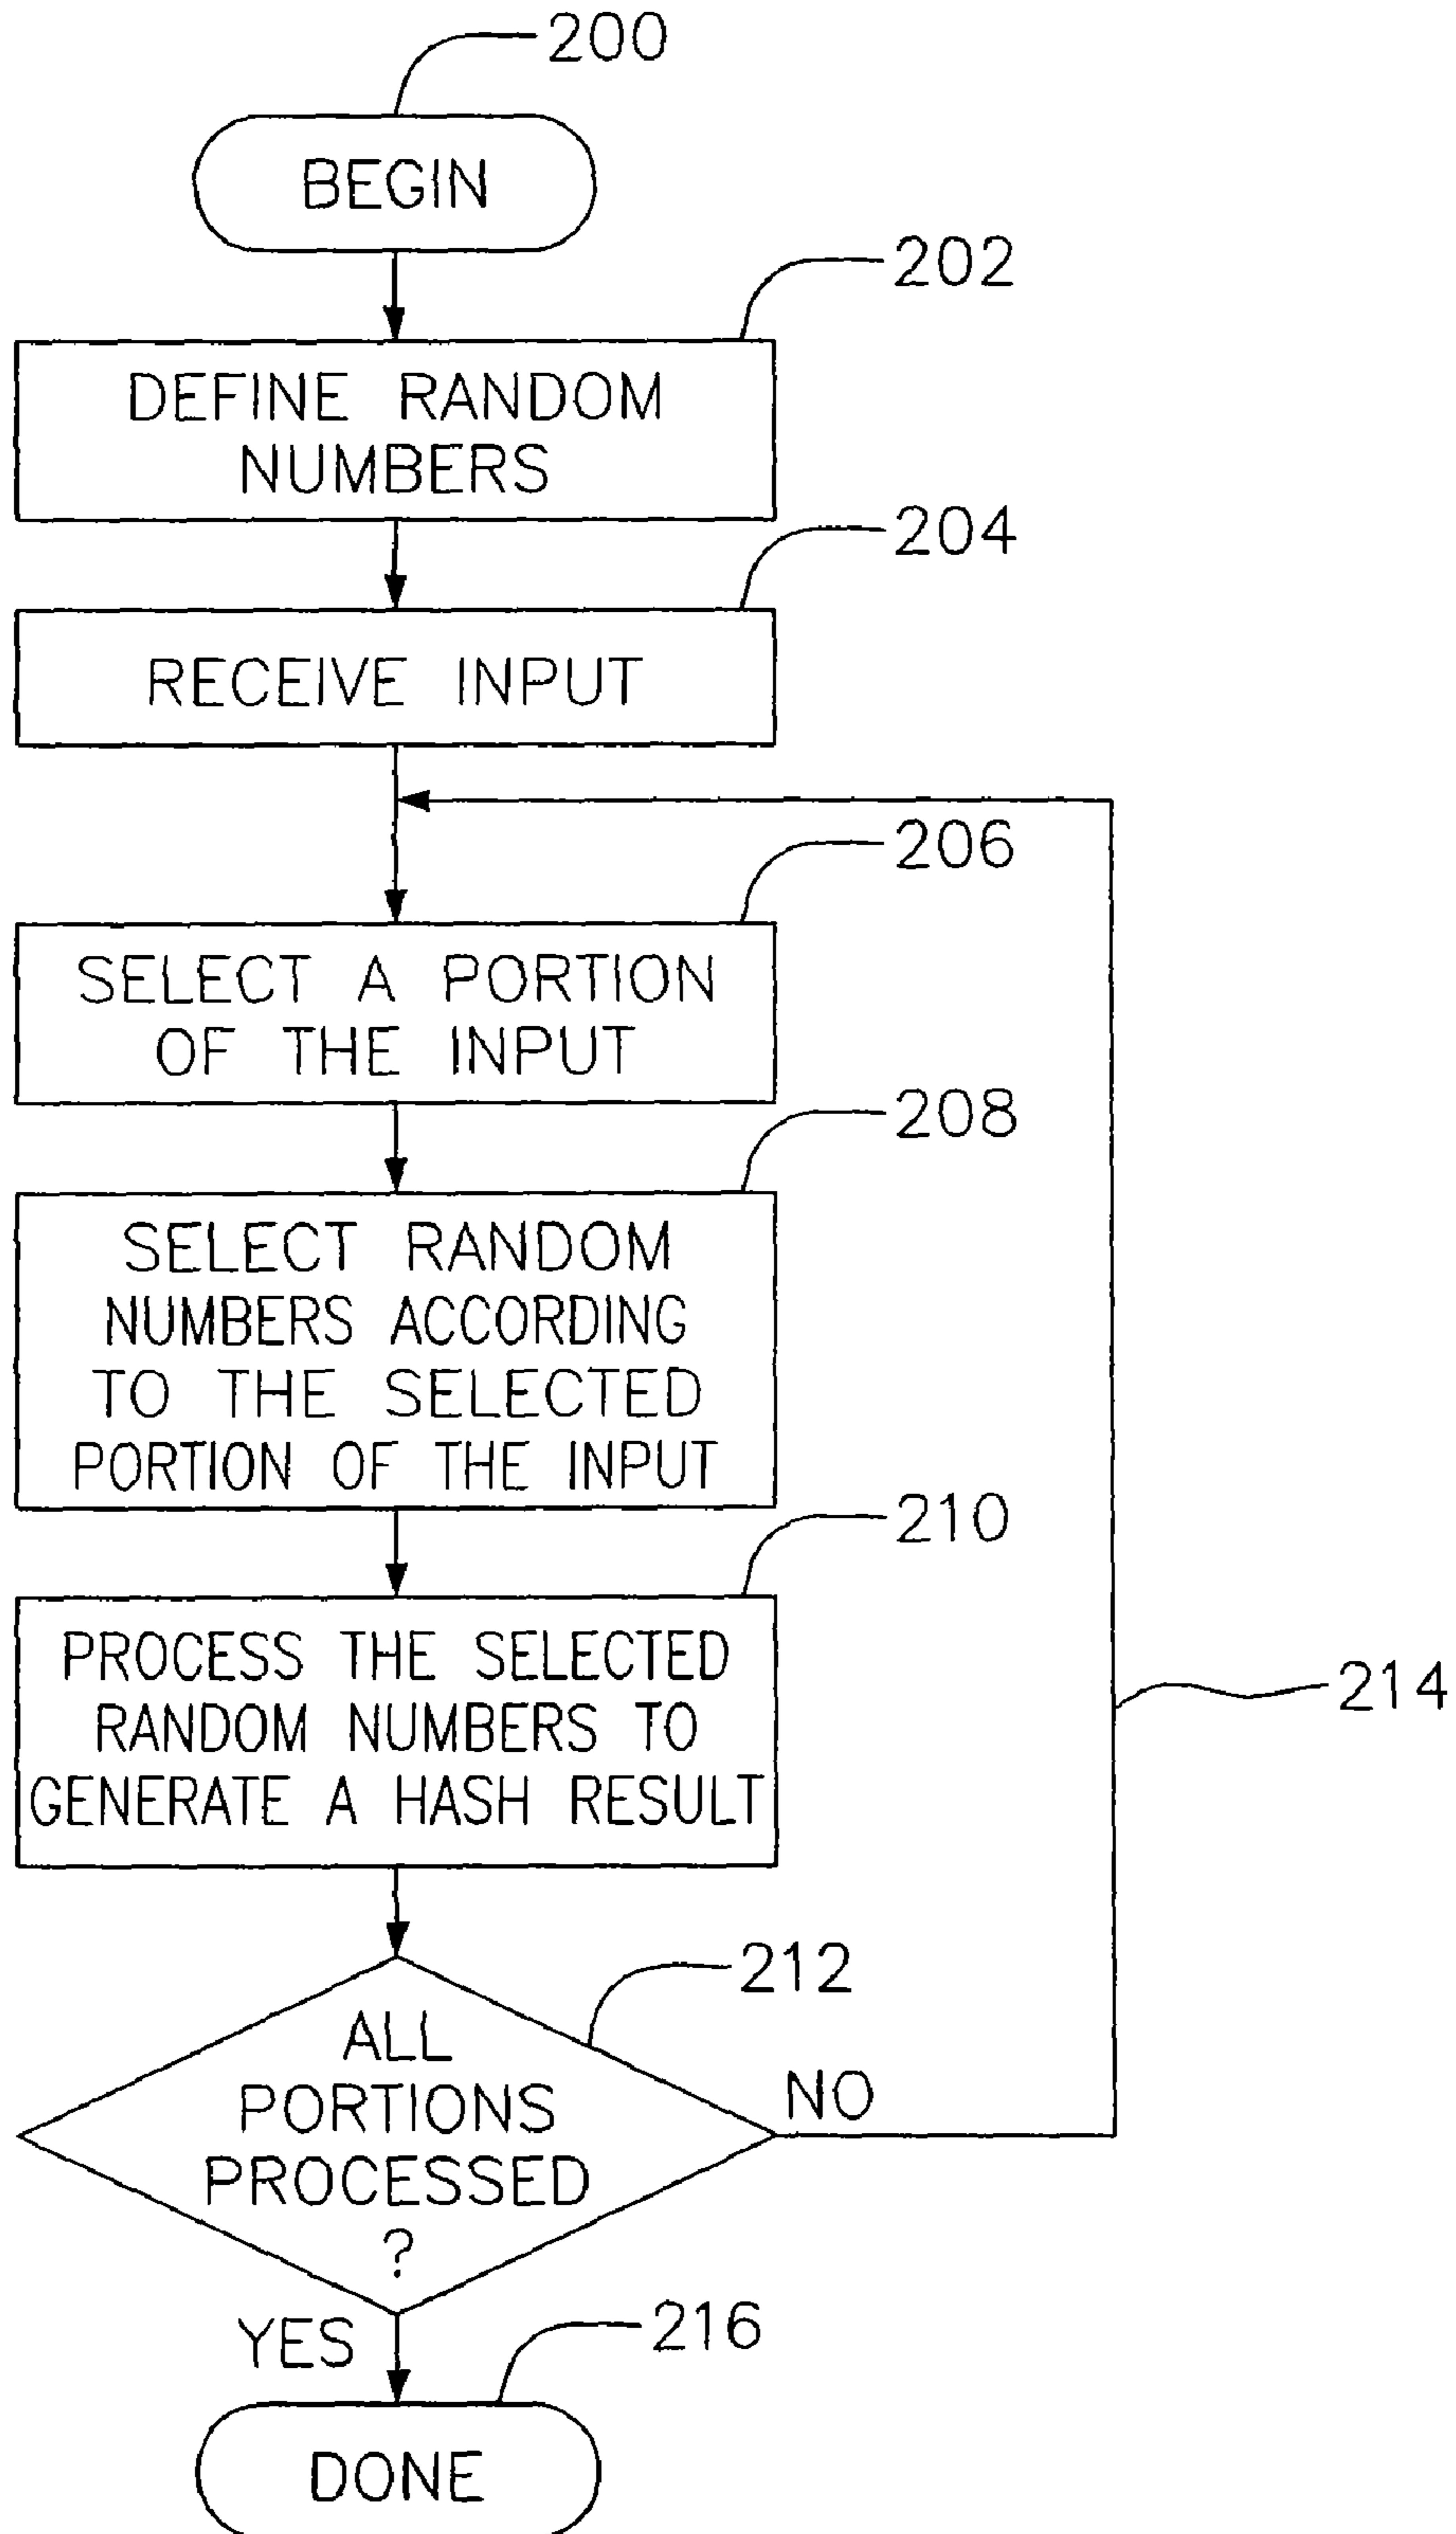 200
BEGIN
202
DEFINE RANDOM
NUMBERS
204
RECEIVE INPUT
206
SELECT A PORTION
OF THE INPUT
208
SELECT RANDOM
NUMBERS ACCORDING
TO THE SELECTED
PORTION OF THE INPUT
210
PROCESS THE SELECTED
RANDOM NUMBERS TO
GENERATE A HASH RESULT
214
212
ALL
PORTIONS
PROCESSED
?
NO
YES
216
DONE